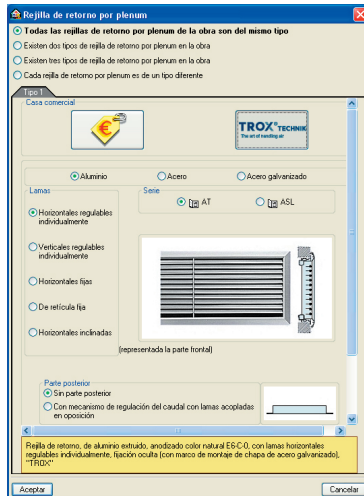 Rejilla de retorno por plenum
Todas las rejillas de retorno por plenum de la obra son del mismo tipo
Existen dos tipos de rejilla de retorno por plenum en la obra
Existen tres tipos de rejilla de retorno por plenum en la obra
Cada rejilla de retorno por plenum es de un tipo diferente
Tipo 1
Casa comercial
TROX® TECHNIK
The art of handling air
Aluminio
Acero
Acero galvanizado
Lamas
Serie
Horizontales regulables
individualmente
AT
ASL
Verticales regulables
individualmente
Horizontales fijas
De retícula fija
Horizontales inclinadas
(representada la parte frontal)
Parte posterior
Sin parte posterior
Con mecanismo de regulación del caudal con lamas acopladas
en oposición
Rejilla de retorno, de aluminio extruido, anodizado color natural E6-C-0, con lamas horizontales
regulables individualmente, fijación oculta (con marco de montaje de chapa de acero galvanizado),
"TROX"
Aceptar
Cancelar